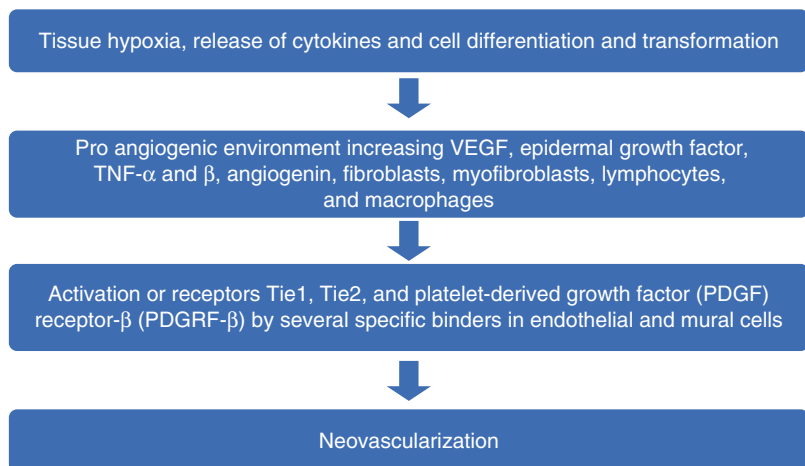 Tissue hypoxia, release of cytokines and cell differentiation and transformation
Pro angiogenic environment increasing VEGF, epidermal growth factor,
TNF-α and β, angiogenin, fibroblasts, myofibroblasts, lymphocytes,
and macrophages
Activation or receptors Tie1, Tie2, and platelet-derived growth factor (PDGF)
receptor-β (PDGRF-β) by several specific binders in endothelial and mural cells
Neovascularization